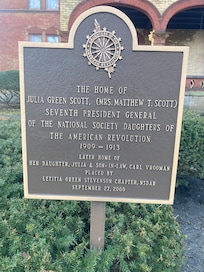 THE HOME OF
JULIA GREEN SCOTT, (MRS. MATTHEW T. SCOTT)
SEVENTH PRESIDENT GENERAL
OF THE NATIONAL SOCIETY DAUGHTERS OF
THE AMERICAN REVOLUTION
1909 - 1913
LATER HOME OF
HER DAUGHTER, JULIA & SON-IN-LAW, CARL VROOMAN
PLACED BY
LETITIA GREEN STEVENSON CHAPTER, NSDAR
SEPTEMBER 27, 2000